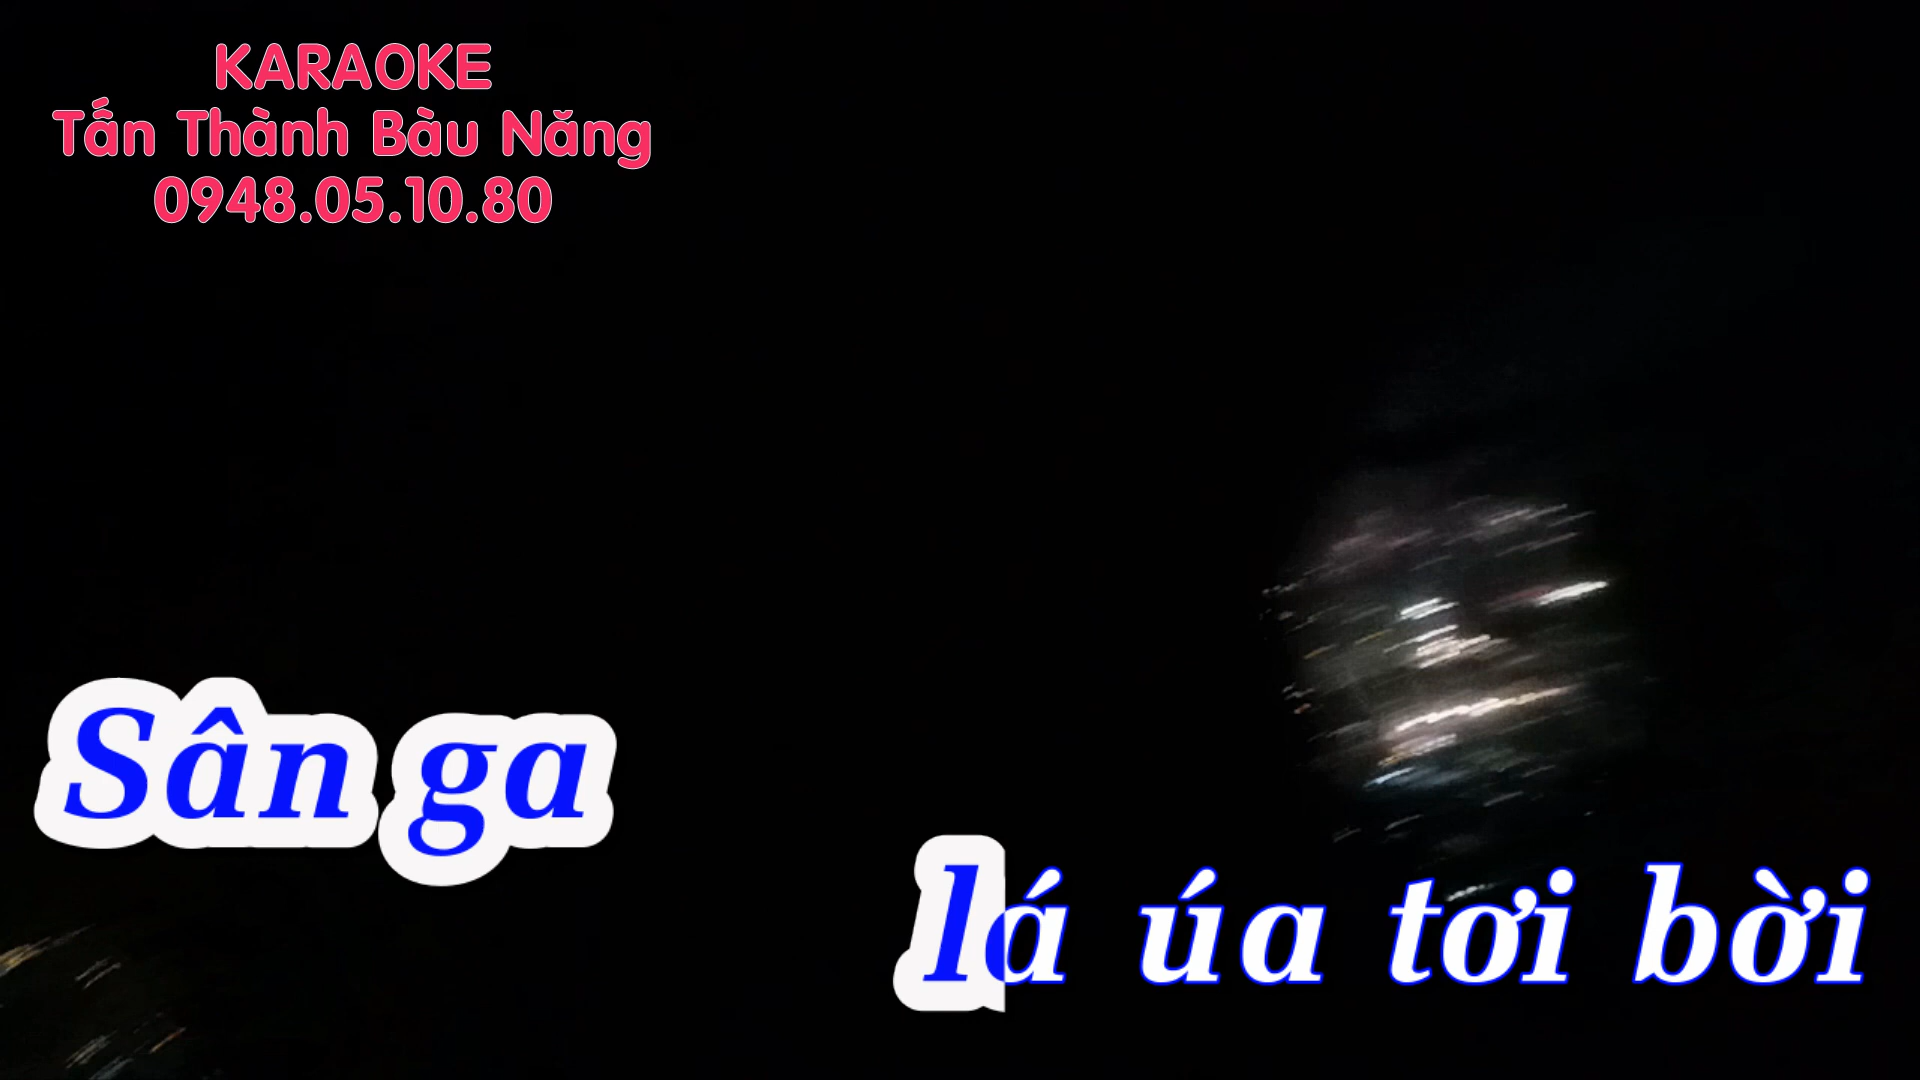 KARAOKE
Tấn Thành Bàu Năng
0948.05.10.80
Sân ga
lá úa tơi bời